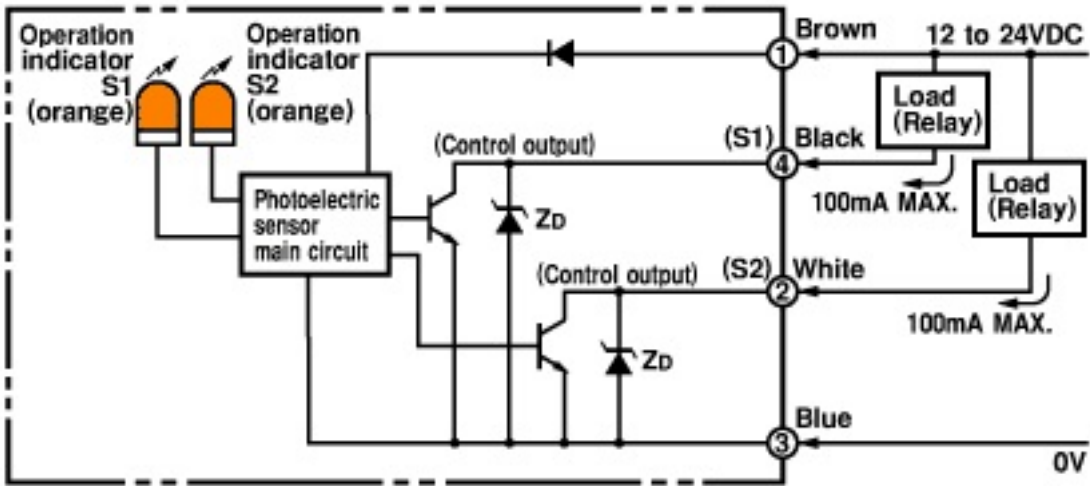 Operation
indicator
S1
(orange)
Operation
indicator
S2
(orange)
1
Brown
12 to 24VDC
Load
(Relay)
(Control output)
(S1)
4
Black
100mA MAX.
Load
(Relay)
Photoelectric
sensor
main circuit
ZD
(Control output)
(S2)
2
White
100mA MAX.
ZD
3
Blue
0V